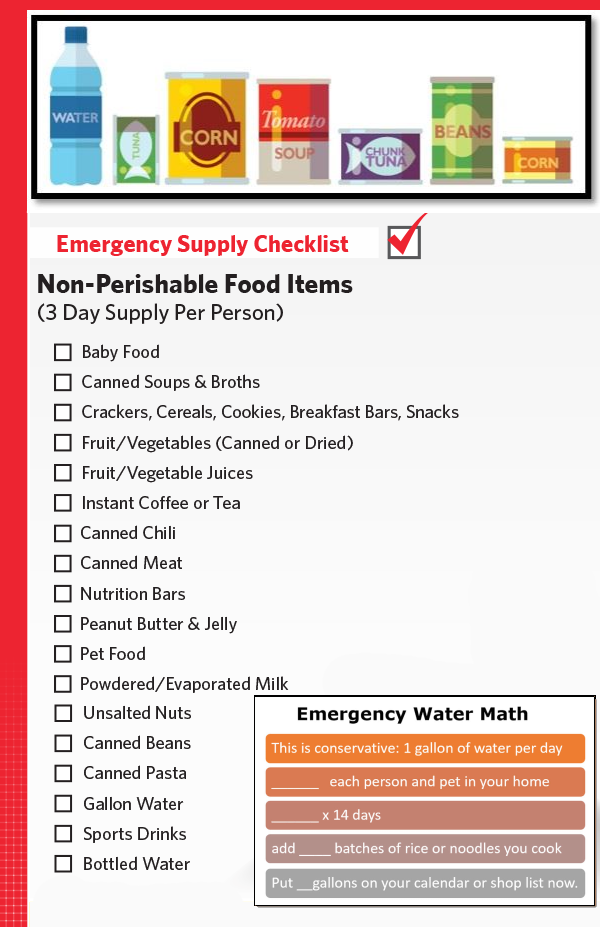 WATER
TUNA
CORN
Tomato
SOUP
CHUNK
TUNA
BEANS
CORN
Emergency Supply Checklist
Non-Perishable Food Items
(3 Day Supply Per Person)
Baby Food
Canned Soups & Broths
Crackers, Cereals, Cookies, Breakfast Bars, Snacks
Fruit/Vegetables (Canned or Dried)
Fruit/Vegetable Juices
Instant Coffee or Tea
Canned Chili
Canned Meat
Nutrition Bars
Peanut Butter & Jelly
Pet Food
Powdered/Evaporated Milk
Unsalted Nuts
Canned Beans
Canned Pasta
Gallon Water
Sports Drinks
Bottled Water
Emergency Water Math
This is conservative: 1 gallon of water per day
______ each person and pet in your home
______ x 14 days
add ____ batches of rice or noodles you cook
Put __gallons on your calendar or shop list now.